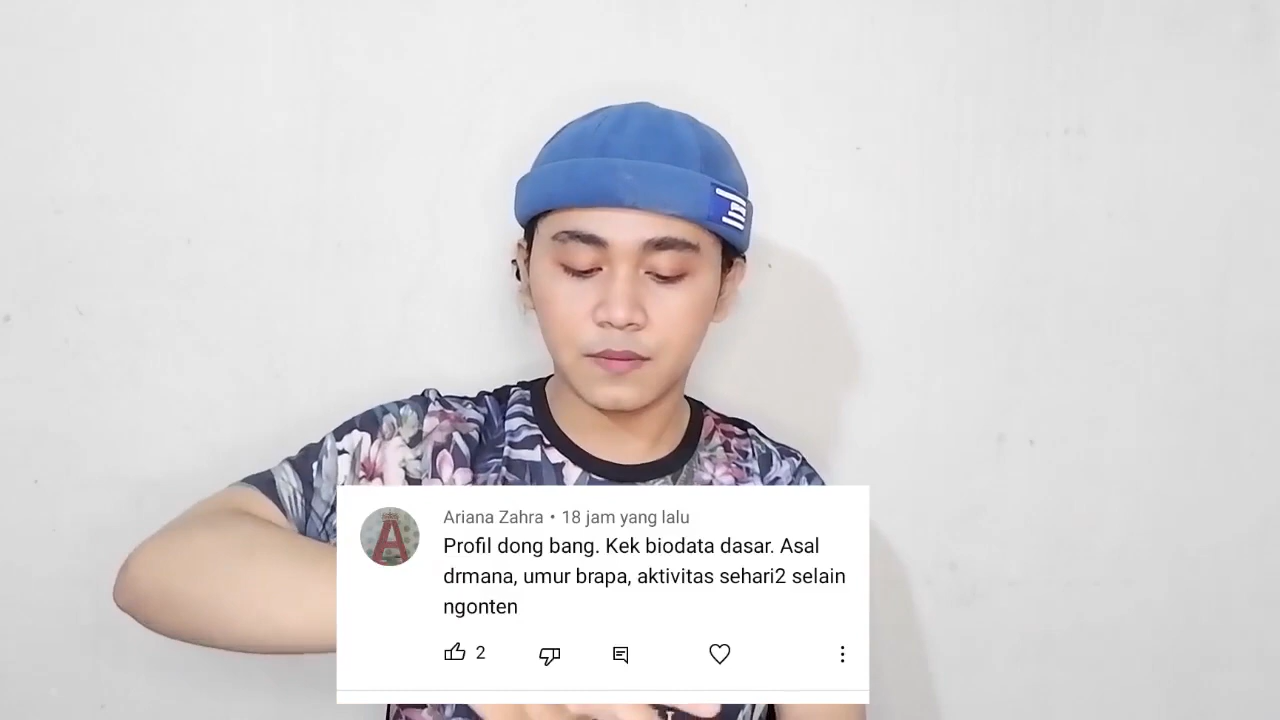 Ariana Zahra • 18 jam yang lalu
Profil dong bang. Kek biodata dasar. Asal
drmana, umur brapa, aktivitas sehari2 selain
ngonten
2